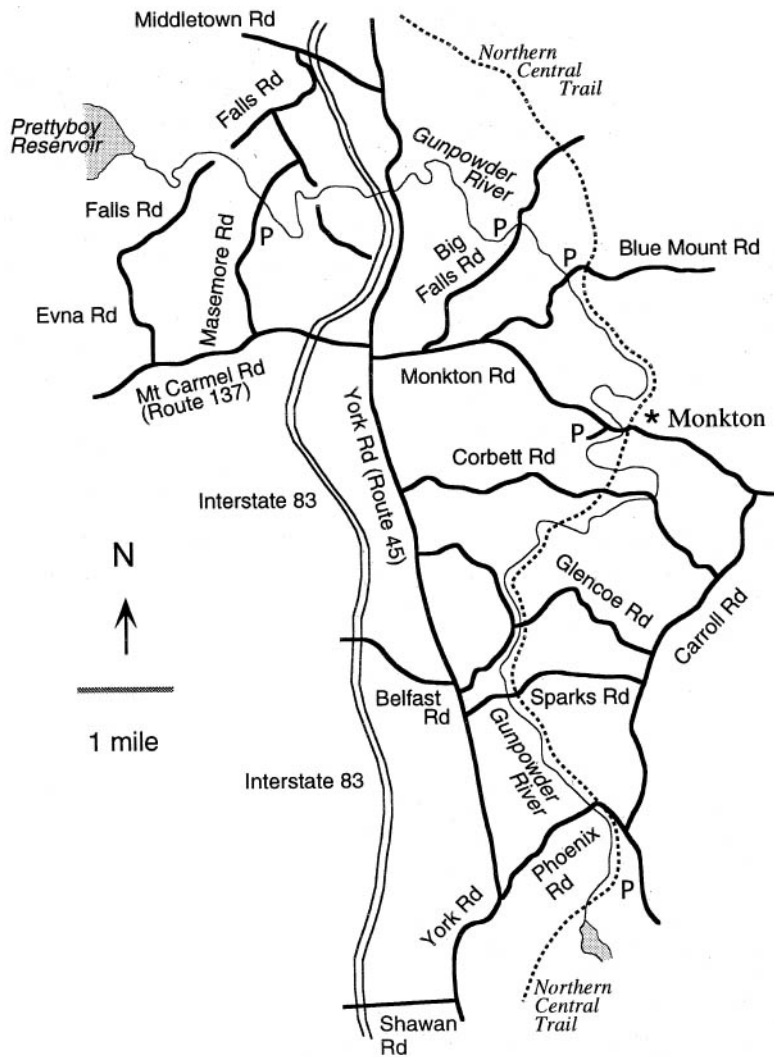 Middletown Rd
Northern
Central
Trail
Falls Rd
Prettyboy
Reservoir
Gunpowder
River
Falls Rd
Masemore Rd
P
P
Big
Falls Rd
P
Blue Mount Rd
Evna Rd
Mt Carmel Rd
(Route 137)
Monkton Rd
* Monkton
P
York Rd (Route 45)
Corbett Rd
Interstate 83
N
Glencoe Rd
Carroll Rd
1 mile
Belfast
Rd
Sparks Rd
Gunpowder
River
Interstate 83
Phoenix
Rd
P
York Rd
Northern
Central
Trail
Shawan
Rd